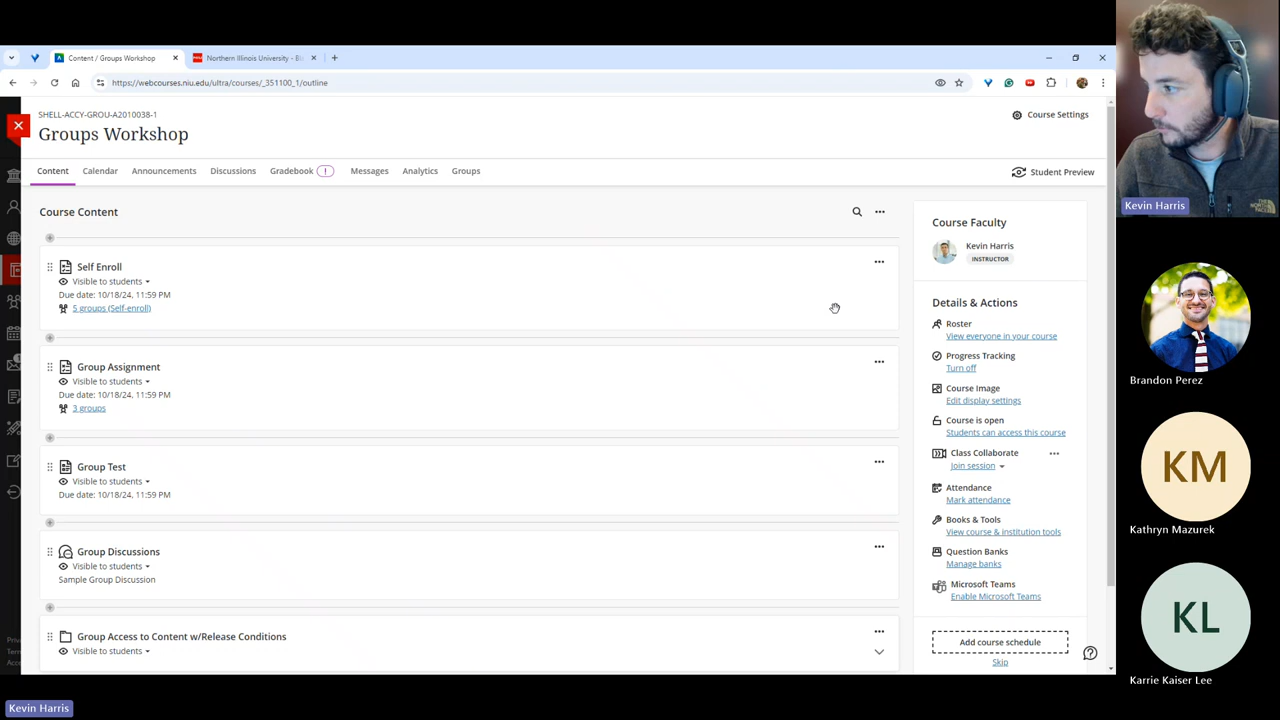 Content / Groups Workshop
Northern Illinois University - Bl
https://webcourses.niu.edu/ultra/courses/_351100_1/outline
SHELL-ACCY-GROU-A2010038-1
Groups Workshop
Course Settings
Content
Calendar
Announcements
Discussions
Gradebook !
Messages
Analytics
Groups
Student Preview
Course Content
Self Enroll
Visible to students
Due date: 10/18/24, 11:59 PM
5 groups (Self-enroll)
Group Assignment
Visible to students
Due date: 10/18/24, 11:59 PM
3 groups
Group Test
Visible to students
Due date: 10/18/24, 11:59 PM
Group Discussions
Visible to students
Sample Group Discussion
Group Access to Content w/Release Conditions
Visible to students
Course Faculty
Kevin Harris
INSTRUCTOR
Details & Actions
Roster
View everyone in your course
Progress Tracking
Turn off
Course Image
Edit display settings
Course is open
Students can access this course
Class Collaborate
Join session
Attendance
Mark attendance
Books & Tools
View course & institution tools
Question Banks
Manage banks
Microsoft Teams
Enable Microsoft Teams
Add course schedule
Skip
Priv
Term
Acce
Kevin Harris
Brandon Perez
KM
Kathryn Mazurek
KL
Karrie Kaiser Lee
Kevin Harris